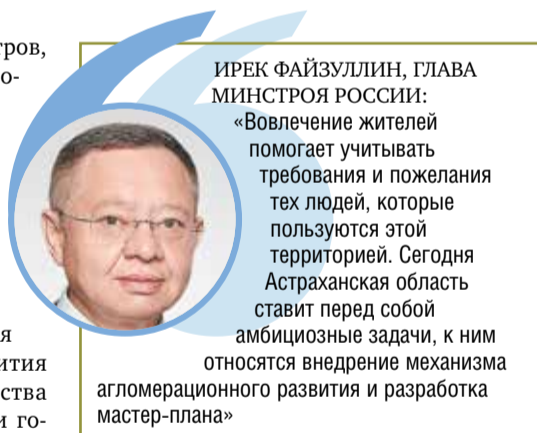 тров,
о-
ИРЕК ФАЙЗУЛЛИН, ГЛАВА
МИНСТРОЯ РОССИИ:
«Вовлечение жителей
помогает учитывать
требования и пожелания
тех людей, которые
пользуются этой
территорией. Сегодня
Астраханская область
ставит перед собой
амбициозные задачи, к ним
относятся внедрение механизма
агломерационного развития и разработка
мастер-плана»
я
ития
ства
и го-